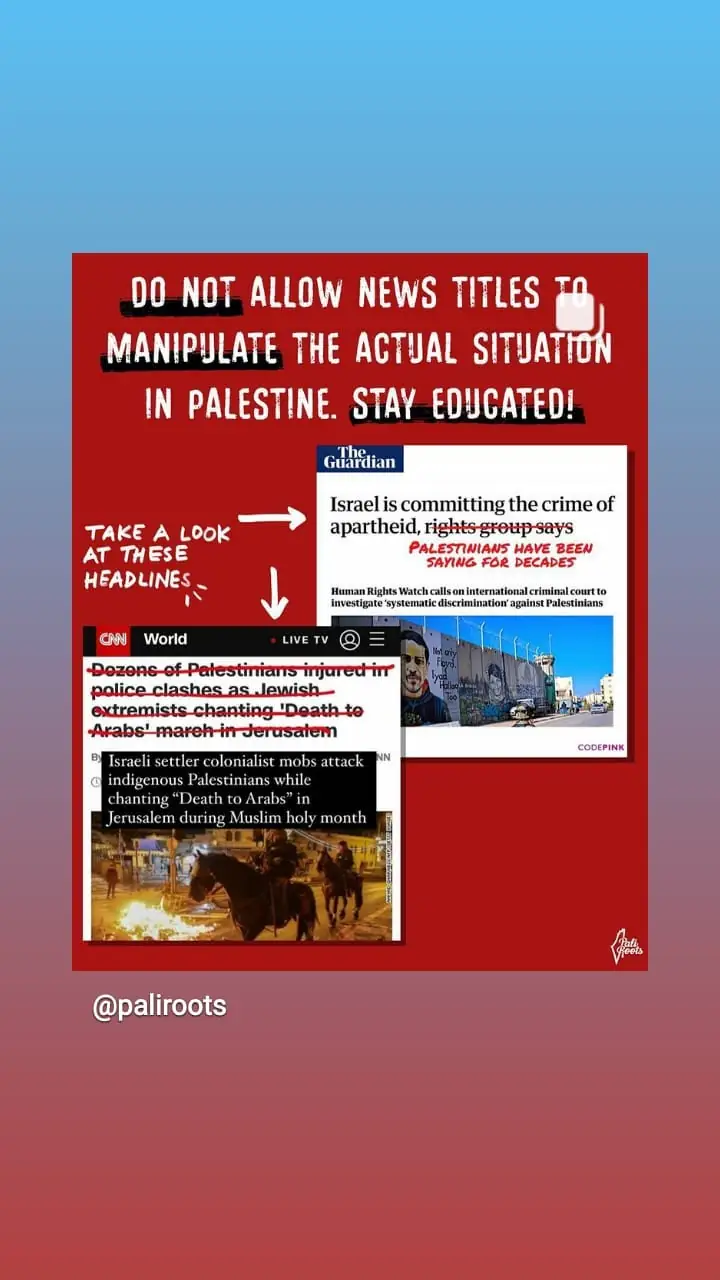 DO NOT ALLOW NEWS TITLES TO
MANIPULATE THE ACTUAL SITUATION
IN PALESTINE. STAY EDUCATED!
TAKE A LOOK
AT THESE
HEADLINES
The
Guardian
Israel is committing the crime of
apartheid, rights group says
PALESTINIANS HAVE BEEN
SAYING FOR DECADES
Human Rights Watch calls on international criminal court to
investigate ‘systematic discrimination’ against Palestinians
Not only
Floyd,
Iyad
Hallaq
Too
CODEPINK
CNN World LIVE TV
Dozens of Palestinians injured in
police clashes as Jewish
extremists chanting 'Death to
Arabs' march in Jerusalem
By
NN
Israeli settler colonialist mobs attack
indigenous Palestinians while
chanting “Death to Arabs” in
Jerusalem during Muslim holy month
Pali
Roots
@paliroots